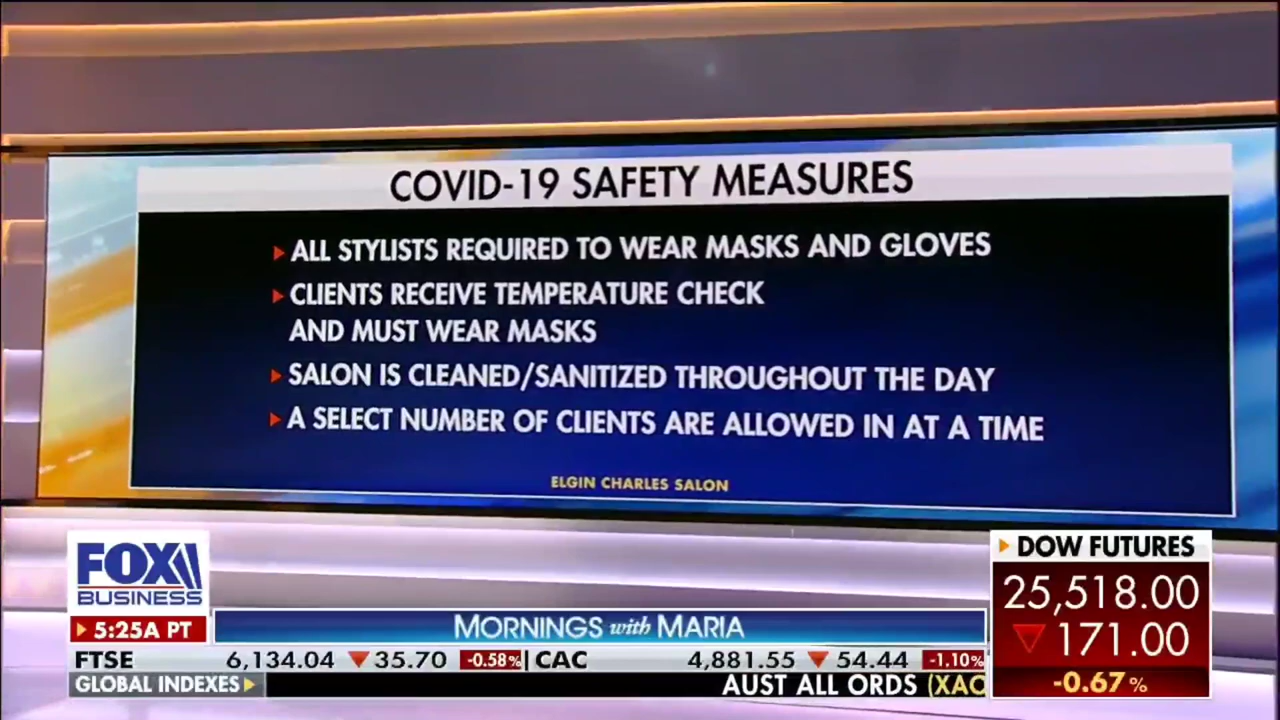 COVID-19 SAFETY MEASURES
ALL STYLISTS REQUIRED TO WEAR MASKS AND GLOVES
CLIENTS RECEIVE TEMPERATURE CHECK
AND MUST WEAR MASKS
SALON IS CLEANED/SANITIZED THROUGHOUT THE DAY
A SELECT NUMBER OF CLIENTS ARE ALLOWED IN AT A TIME
ELGIN CHARLES SALON
FOX
BUSINESS
5:25A PT
MORNINGS with MARIA
DOW FUTURES
25,518.00
171.00
-0.67%
FTSE 6,134.04 35.70 -0.58% CAC 4,881.55 54.44 -1.10%
GLOBAL INDEXES AUST ALL ORDS (XAO